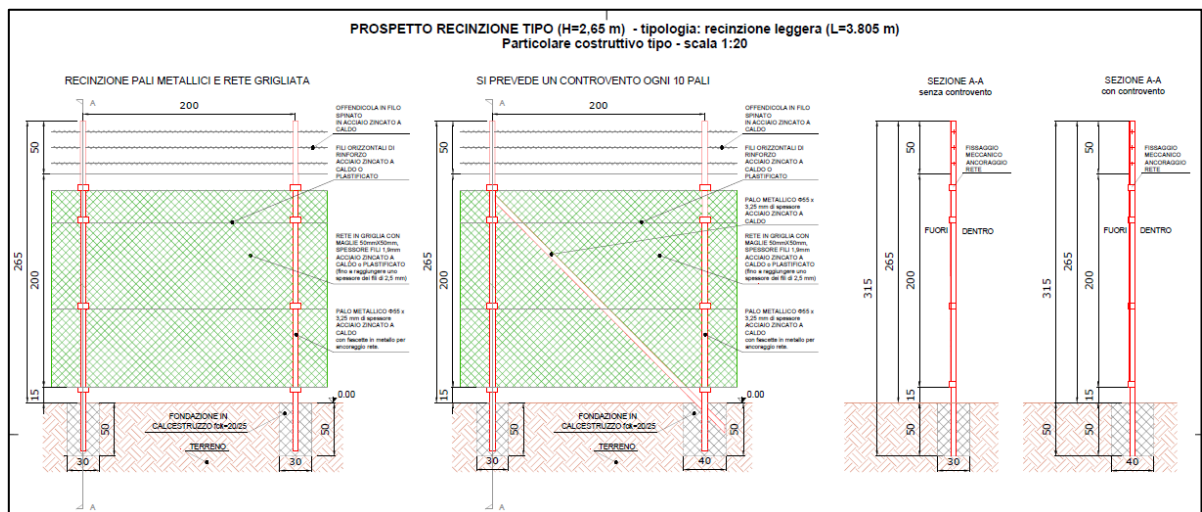 PROSPETTO RECINZIONE TIPO (H=2,65 m) - tipologia: recinzione leggera (L=3.805 m)
Particolare costruttivo tipo - scala 1:20
RECINZIONE PALI METALLICI E RETE GRIGLIATA
A
200
50
265
200
15
OFFENDICOLA IN FILO
SPINATO
IN ACCIAIO ZINCATO A
CALDO
FILI ORIZZONTALI DI
RINFORZO
ACCIAIO ZINCATO A
CALDO O
PLASTIFICATO
RETE IN GRIGLIA CON
MAGLIE 50mmX50mm,
SPESSORE FILI 1,9mm
ACCIAIO ZINCATO A
CALDO o PLASTIFICATO
(fino a raggiungere uno
spessore dei fili di 2,5 mm)
PALO METALLICO Φ55 x
3,25 mm di spessore
ACCIAIO ZINCATO A
CALDO
con fascette in metallo per
ancoraggio rete.
0.00
FONDAZIONE IN
CALCESTRUZZO fck=20/25
TERRENO
50
50
30
30
A
SI PREVEDE UN CONTROVENTO OGNI 10 PALI
A
200
50
265
200
15
OFFENDICOLA IN FILO
SPINATO
IN ACCIAIO ZINCATO A
CALDO
FILI ORIZZONTALI DI
RINFORZO
ACCIAIO ZINCATO A
CALDO O
PLASTIFICATO
PALO METALLICO Φ55 x
3,25 mm di spessore
ACCIAIO ZINCATO A
CALDO
RETE IN GRIGLIA CON
MAGLIE 50mmX50mm,
SPESSORE FILI 1,9mm
ACCIAIO ZINCATO A
CALDO o PLASTIFICATO
(fino a raggiungere uno
spessore dei fili di 2,5 mm)
PALO METALLICO Φ55 x
3,25 mm di spessore
ACCIAIO ZINCATO A
CALDO
con fascette in metallo per
ancoraggio rete.
0.00
FONDAZIONE IN
CALCESTRUZZO fck=20/25
TERRENO
50
50
30
40
A
SEZIONE A-A
senza controvento
50
FISSAGGIO
MECCANICO
ANCORAGGIO
RETE
FUORI
DENTRO
315
265
200
15
50
30
SEZIONE A-A
con controvento
50
FISSAGGIO
MECCANICO
ANCORAGGIO
RETE
FUORI
DENTRO
315
265
200
15
50
50
40